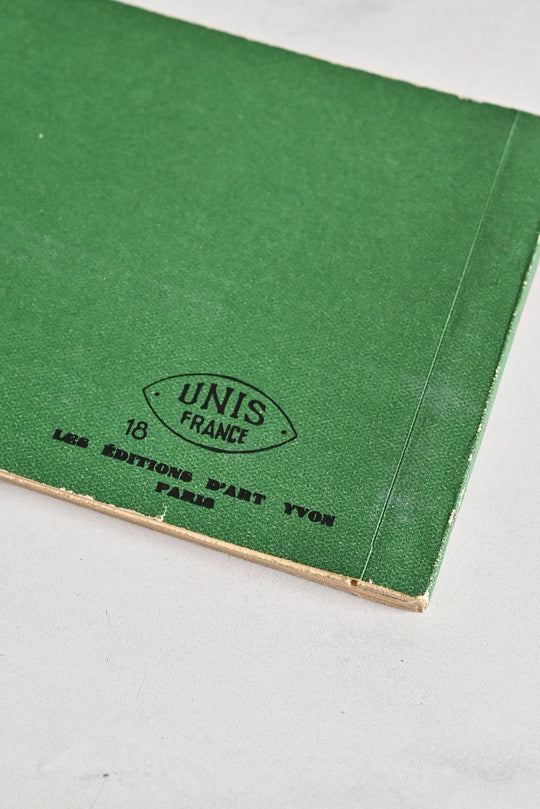 UNIS
FRANCE
18
LES ÉDITIONS D'ART YVON
PARIS